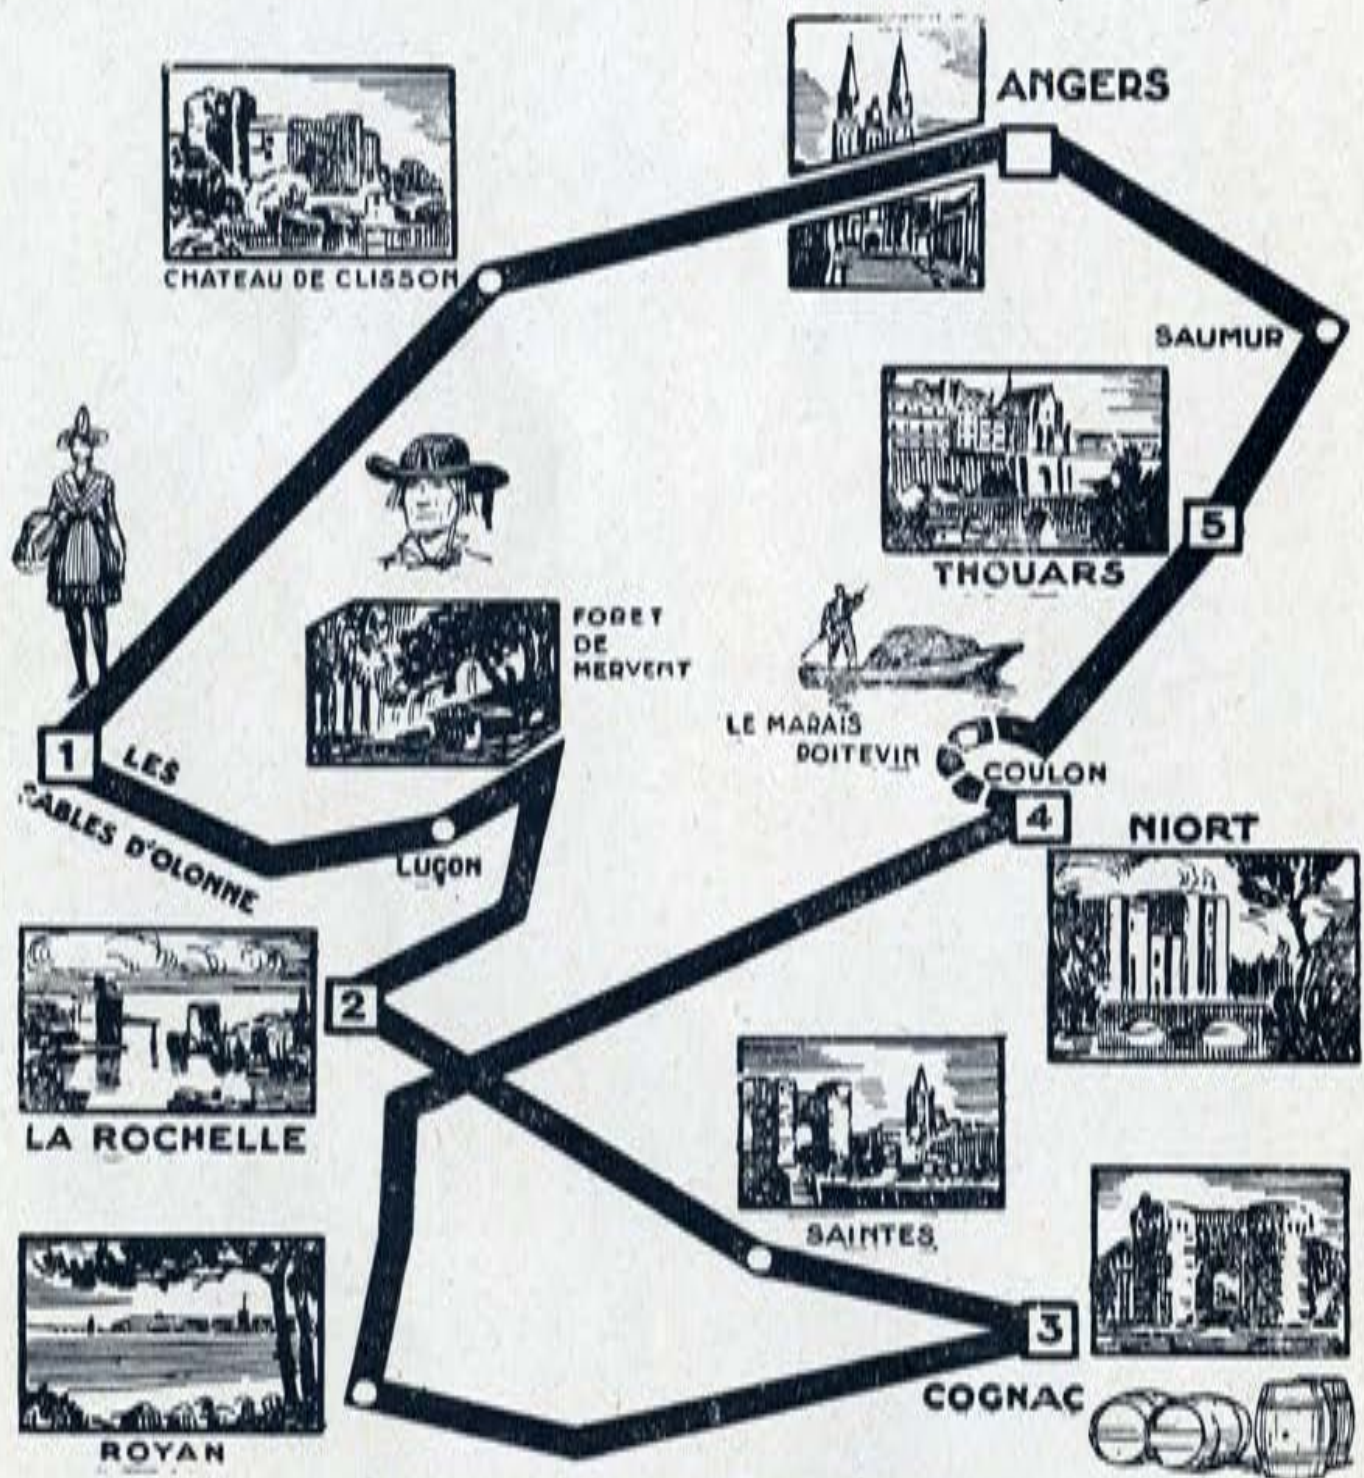 ANGERS
CHATEAU DE CLISSON
SAUMUR
5
THOUARS
FORET
DE
MERVENT
LE MARAIS
POITEVIN
COULON
1
LES
SABLES D'OLONNE
4
NIORT
LUÇON
2
LA ROCHELLE
SAINTES
3
COGNAC
ROYAN